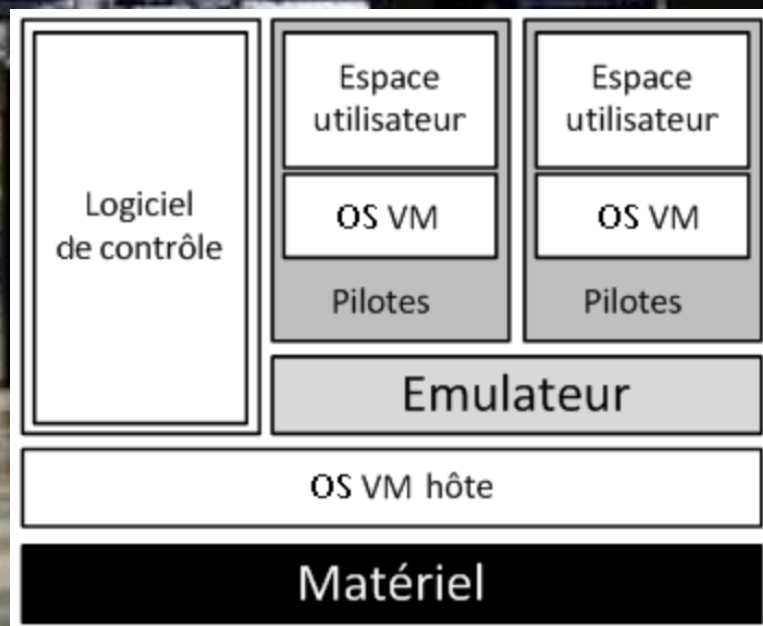 Logiciel
de contrôle
Espace
utilisateur
OS VM
Pilotes
Espace
utilisateur
OS VM
Pilotes
Emulateur
OS VM hôte
Matériel